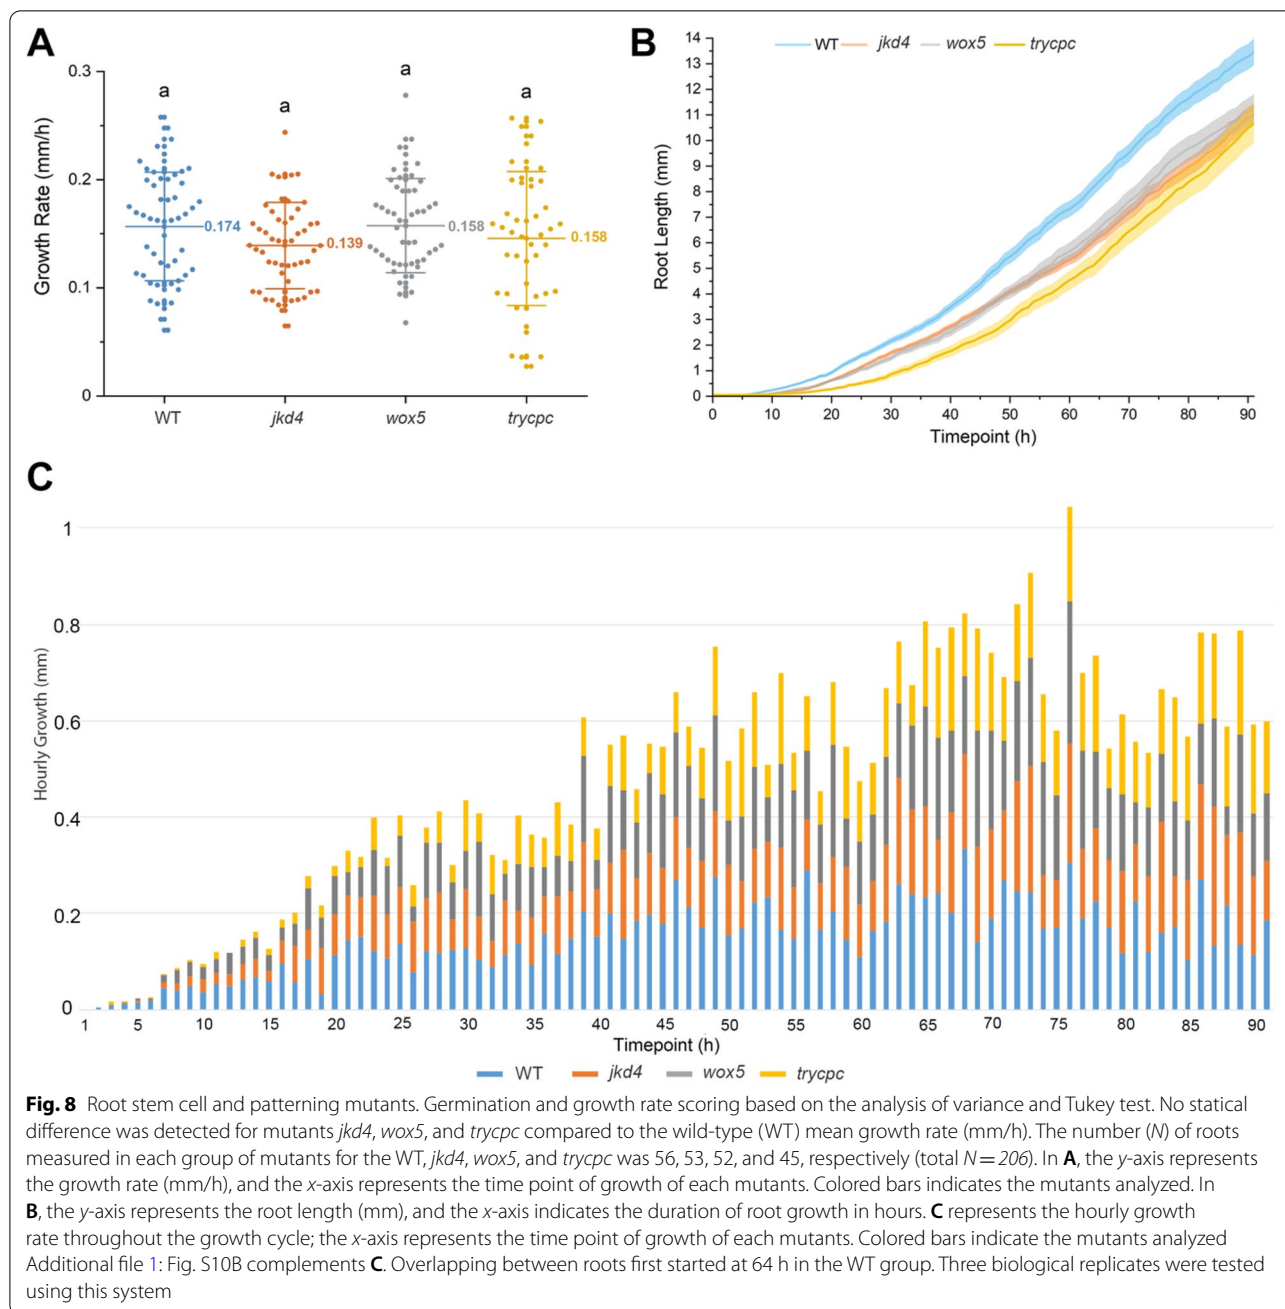 A
0.3
0.2
0.1
0
Growth Rate (mm/h)
a
a
a
a
0.174
0.139
0.158
0.158
WT
jkd4
wox5
trycpc
B
WT
jkd4
wox5
trycpc
14
13
12
11
10
9
8
7
6
5
4
3
2
1
0
Root Length (mm)
0 10 20 30 40 50 60 70 80 90
Timepoint (h)
C
1
0.8
0.6
0.4
0.2
0
Hourly Growth (mm)
1 5 10 15 20 25 30 35 40 45 50 55 60 65 70 75 80 85 90
Timepoint (h)
WT jkd4 wox5 trycpc
Fig. 8 Root stem cell and patterning mutants. Germination and growth rate scoring based on the analysis of variance and Tukey test. No statical
difference was detected for mutants jkd4, wox5, and trycpc compared to the wild-type (WT) mean growth rate (mm/h). The number (N) of roots
measured in each group of mutants for the WT, jkd4, wox5, and trycpc was 56, 53, 52, and 45, respectively (total N = 206). In A, the y-axis represents
the growth rate (mm/h), and the x-axis represents the time point of growth of each mutants. Colored bars indicates the mutants analyzed. In
B, the y-axis represents the root length (mm), and the x-axis indicates the duration of root growth in hours. C represents the hourly growth
rate throughout the growth cycle; the x-axis represents the time point of growth of each mutants. Colored bars indicate the mutants analyzed
Additional file 1: Fig. S10B complements C. Overlapping between roots first started at 64 h in the WT group. Three biological replicates were tested
using this system